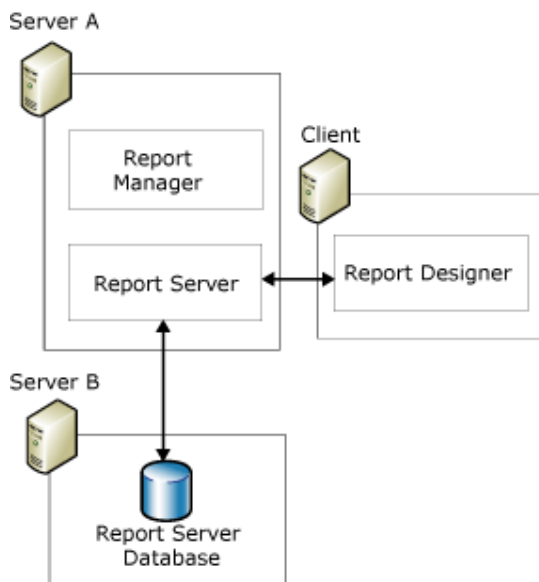 Server A
Report
Manager
Client
Report Server
Report Designer
Server B
Report Server
Database